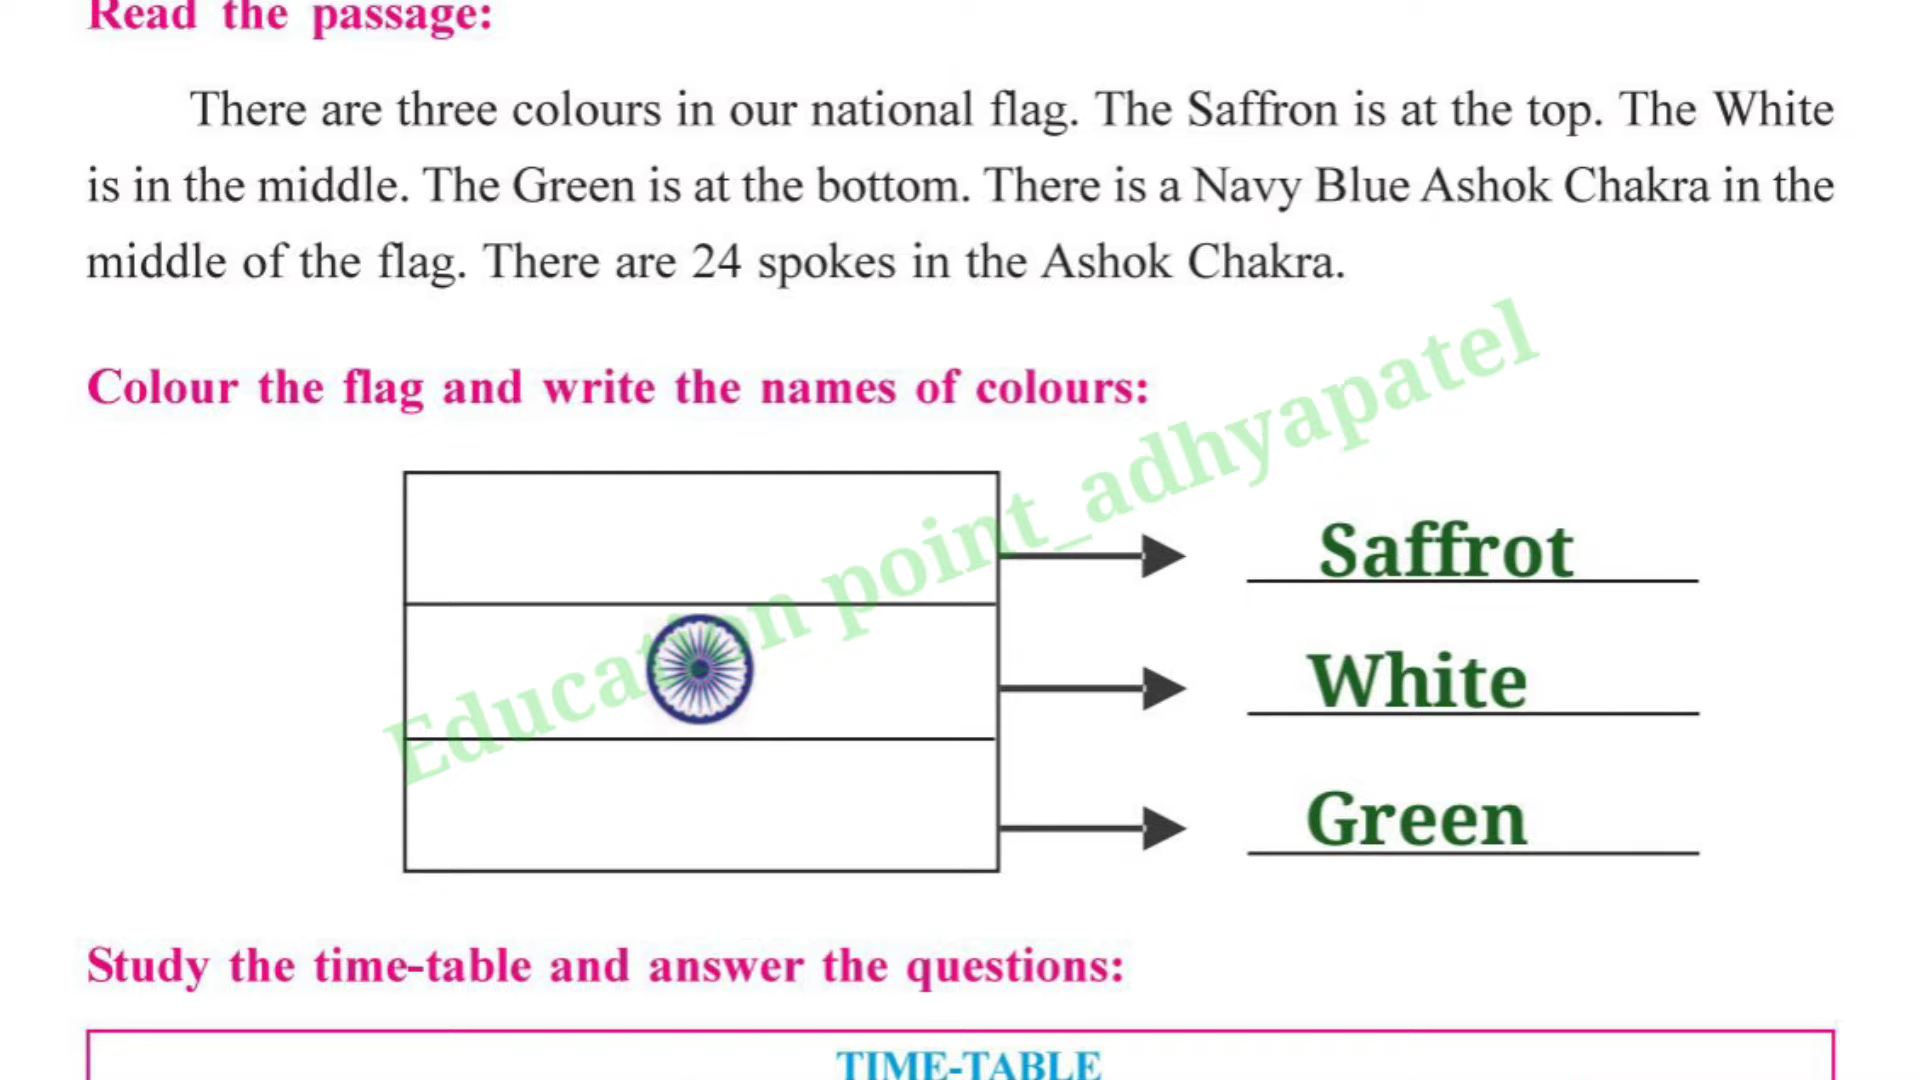 Read the passage:
There are three colours in our national flag. The Saffron is at the top. The White
is in the middle. The Green is at the bottom. There is a Navy Blue Ashok Chakra in the
middle of the flag. There are 24 spokes in the Ashok Chakra.
Colour the flag and write the names of colours:
Education point_adhyapatel
Saffrot
White
Green
Study the time-table and answer the questions:
TIME-TABLE